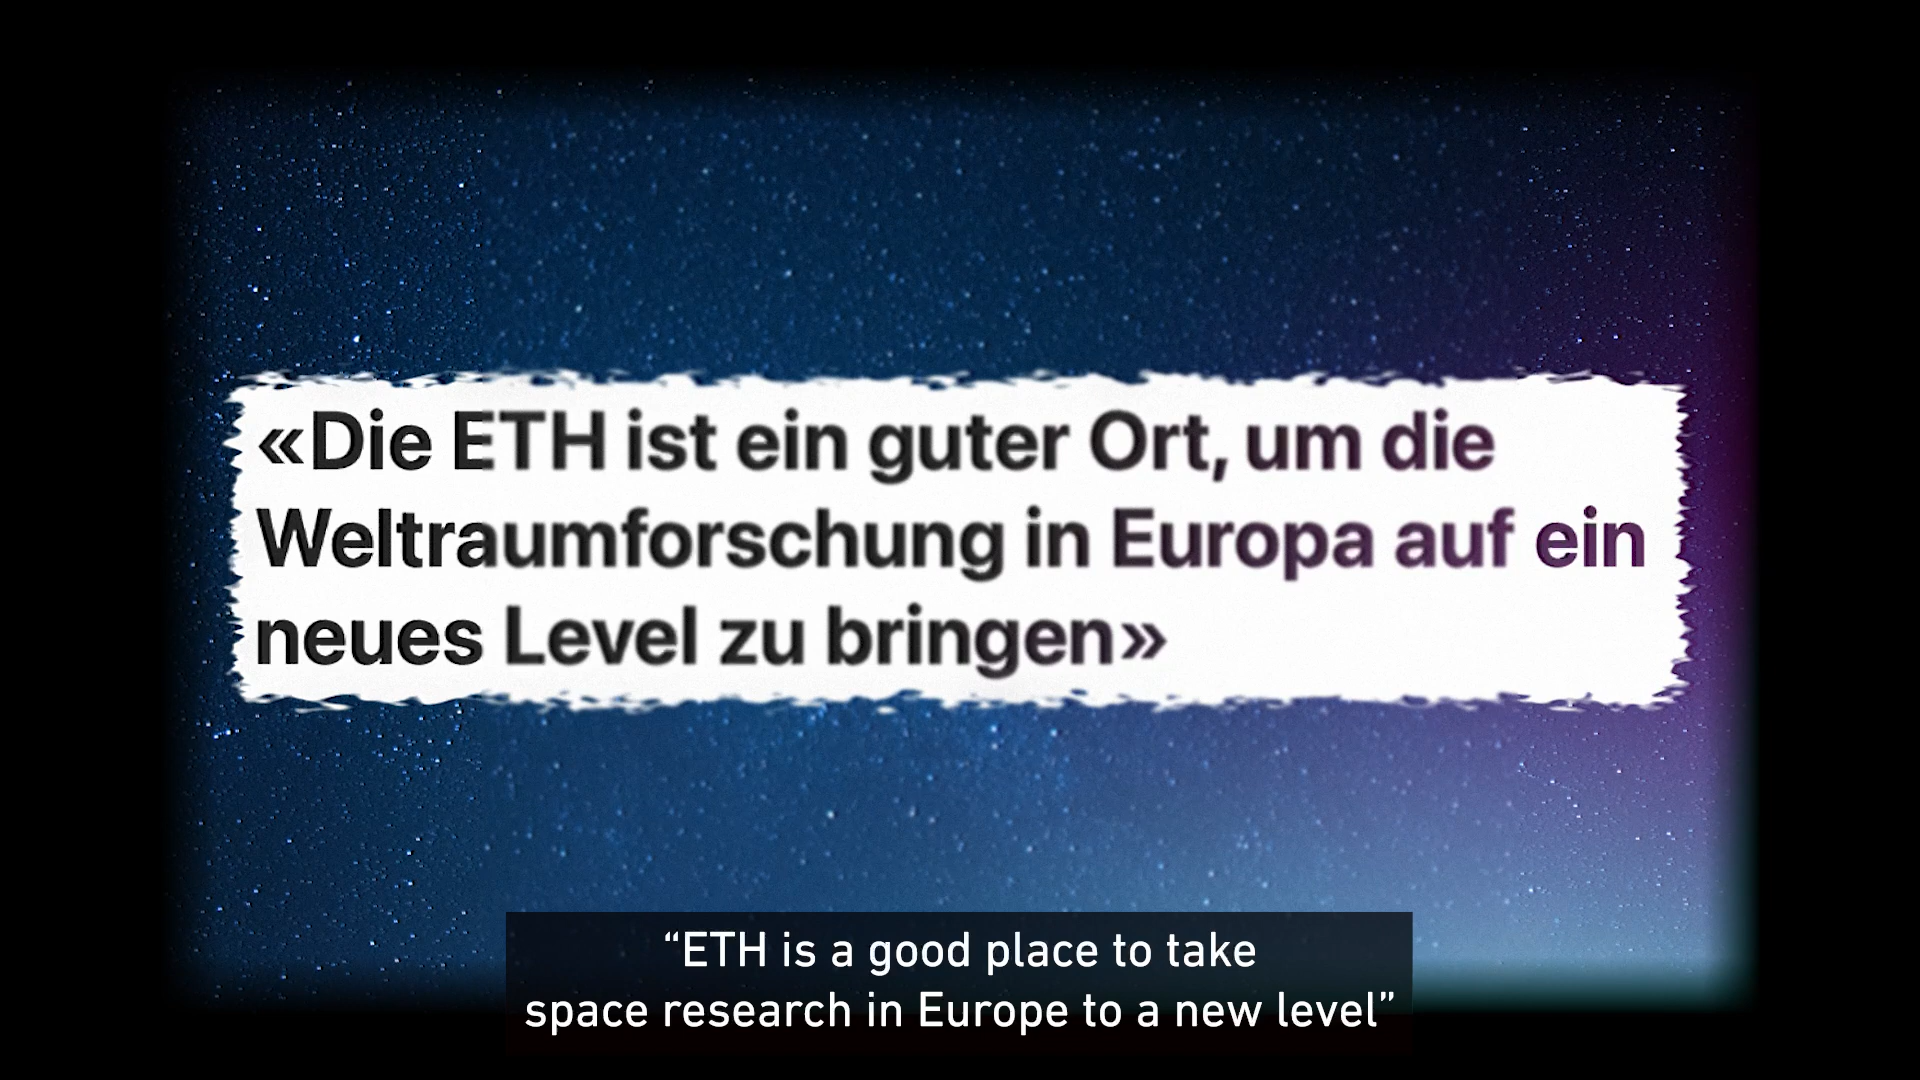 «Die ETH ist ein guter Ort, um die
Weltraumforschung in Europa auf ein
neues Level zu bringen»
“ETH is a good place to take
space research in Europe to a new level”